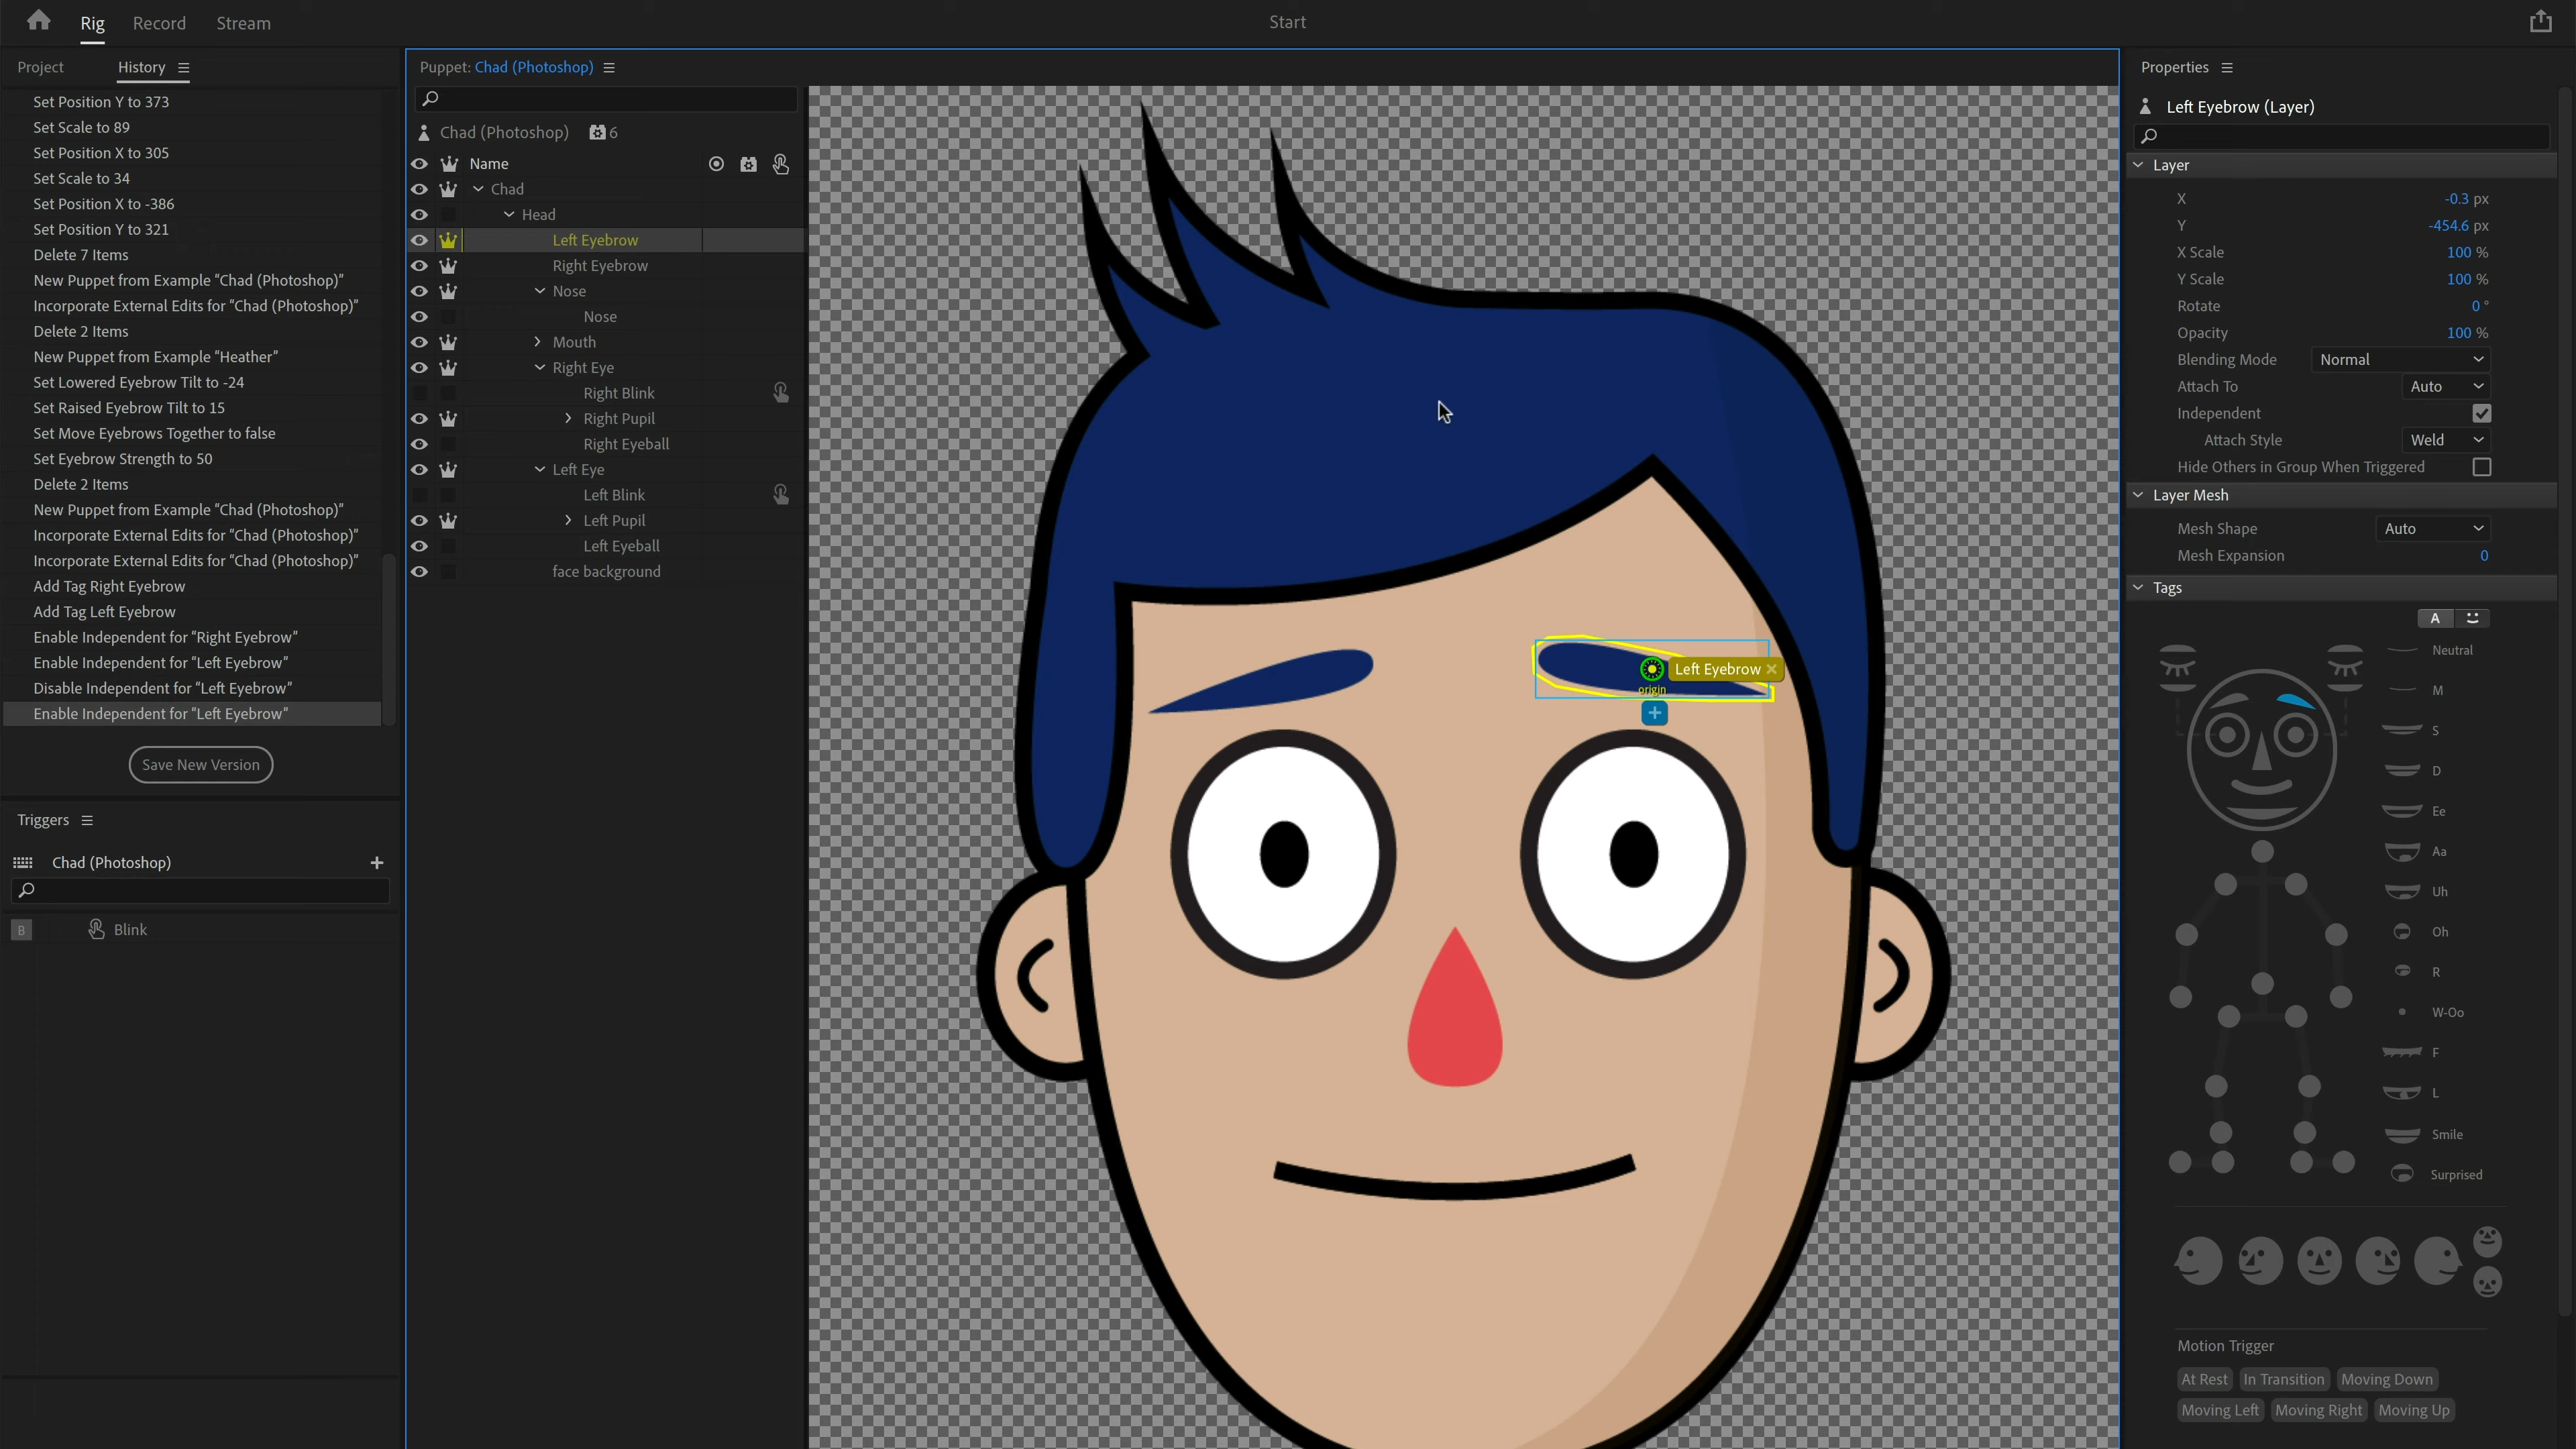 Rig Record Stream Start
Project History
Set Position Y to 373
Set Scale to 89
Set Position X to 305
Set Scale to 34
Set Position X to -386
Set Position Y to 321
Delete 7 Items
New Puppet from Example “Chad (Photoshop)”
Incorporate External Edits for “Chad (Photoshop)”
Delete 2 Items
New Puppet from Example “Heather”
Set Lowered Eyebrow Tilt to -24
Set Raised Eyebrow Tilt to 15
Set Move Eyebrows Together to false
Set Eyebrow Strength to 50
Delete 2 Items
New Puppet from Example “Chad (Photoshop)”
Incorporate External Edits for “Chad (Photoshop)”
Incorporate External Edits for “Chad (Photoshop)”
Add Tag Right Eyebrow
Add Tag Left Eyebrow
Enable Independent for “Right Eyebrow”
Enable Independent for “Left Eyebrow”
Disable Independent for “Left Eyebrow”
Enable Independent for “Left Eyebrow”
Save New Version
Triggers
Chad (Photoshop)
B Blink
Puppet: Chad (Photoshop)
Chad (Photoshop) 6
Name
Chad
Head
Left Eyebrow
Right Eyebrow
Nose
Nose
Mouth
Right Eye
Right Blink
Right Pupil
Right Eyeball
Left Eye
Left Blink
Left Pupil
Left Eyeball
face background
Left Eyebrow
origin
Properties
Left Eyebrow (Layer)
Layer
X -0.3 px
Y -454.6 px
X Scale 100 %
Y Scale 100 %
Rotate 0 °
Opacity 100 %
Blending Mode Normal
Attach To Auto
Independent
Attach Style Weld
Hide Others in Group When Triggered
Layer Mesh
Mesh Shape Auto
Mesh Expansion 0
Tags
A
Neutral
M
S
D
Ee
Aa
Uh
Oh
R
W-Oo
F
L
Smile
Surprised
Motion Trigger
At Rest In Transition Moving Down
Moving Left Moving Right Moving Up